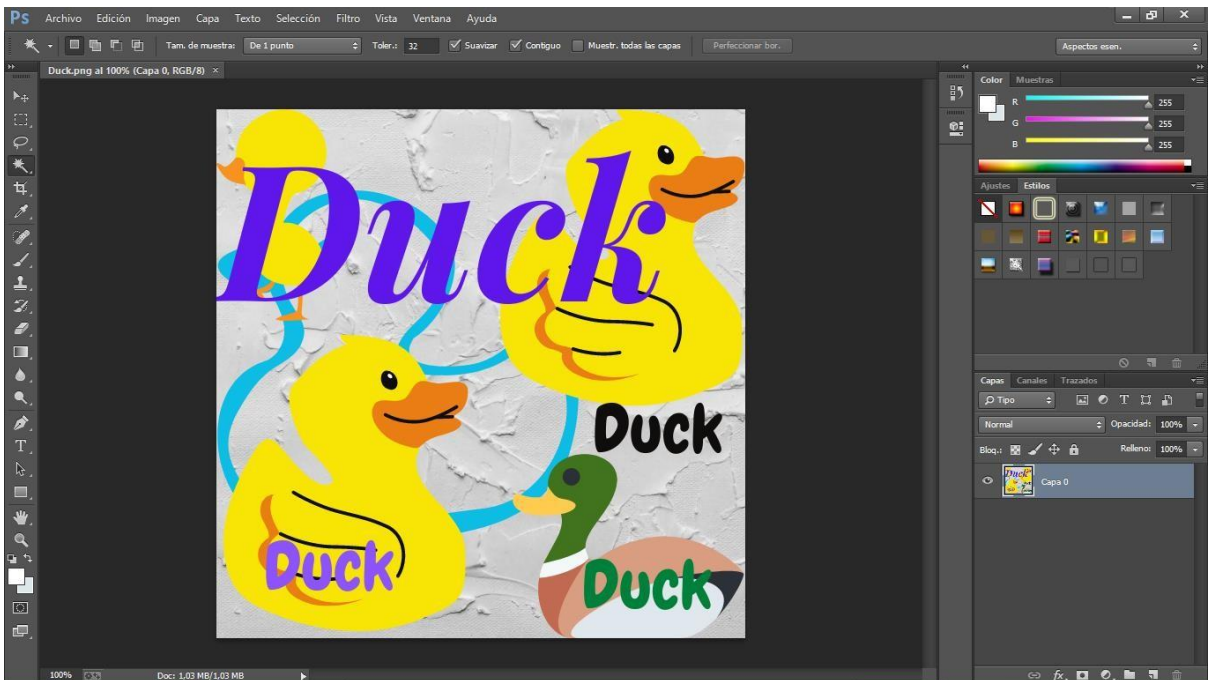 Ps Archivo Edición Imagen Capa Texto Selección Filtro Vista Ventana Ayuda
Tam. de muestra: De 1 punto Toler.: 32 Suavizar Contiguo Muestr. todas las capas Perfeccionar bor. Aspectos esen.
Duck.png al 100% (Capa 0, RGB/8) ×
Color Muestras
R 255
G 255
B 255
Ajustes Estilos
Duck
Duck
Duck
Duck
Capas Canales Trazados
Tipo
Normal Opacidad: 100%
Bloq.: Relleno: 100%
Capa 0
100% Doc: 1,03 MB/1,03 MB